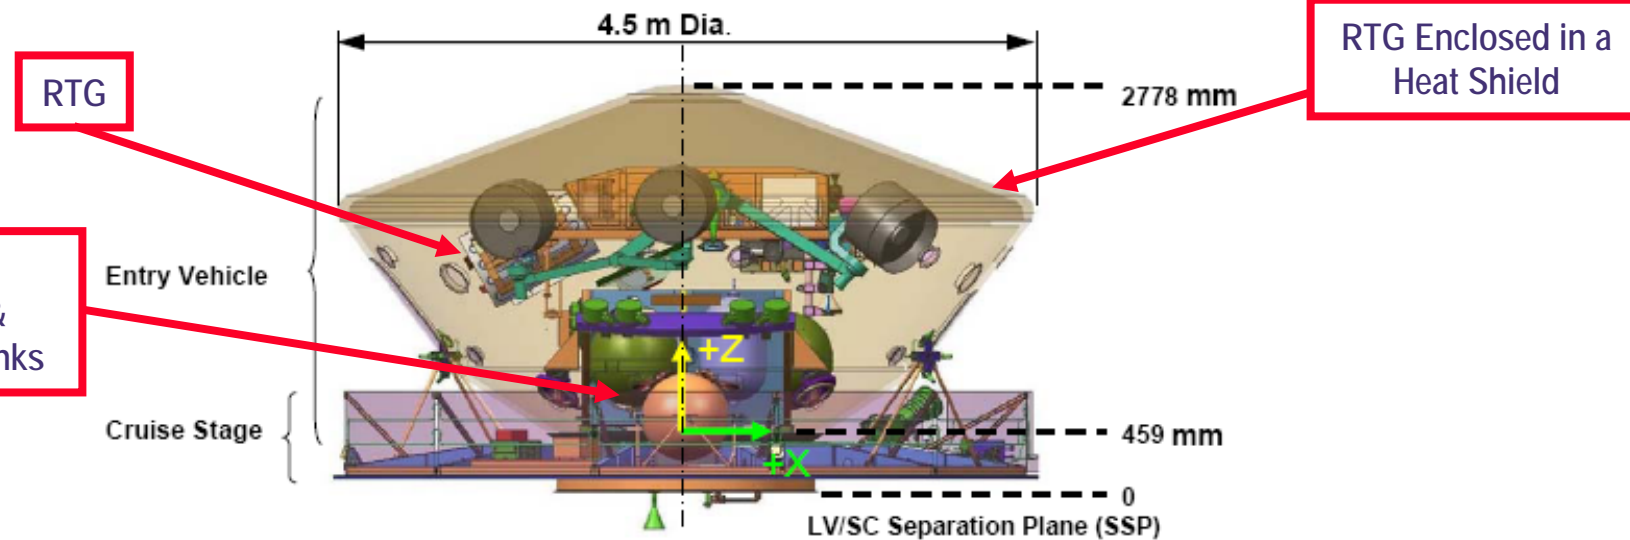 4.5 m Dia.
RTG Enclosed in a
Heat Shield
RTG
2778 mm
Entry Vehicle
&
nks
+Z
Cruise Stage
459 mm
+X
0
LV/SC Separation Plane (SSP)